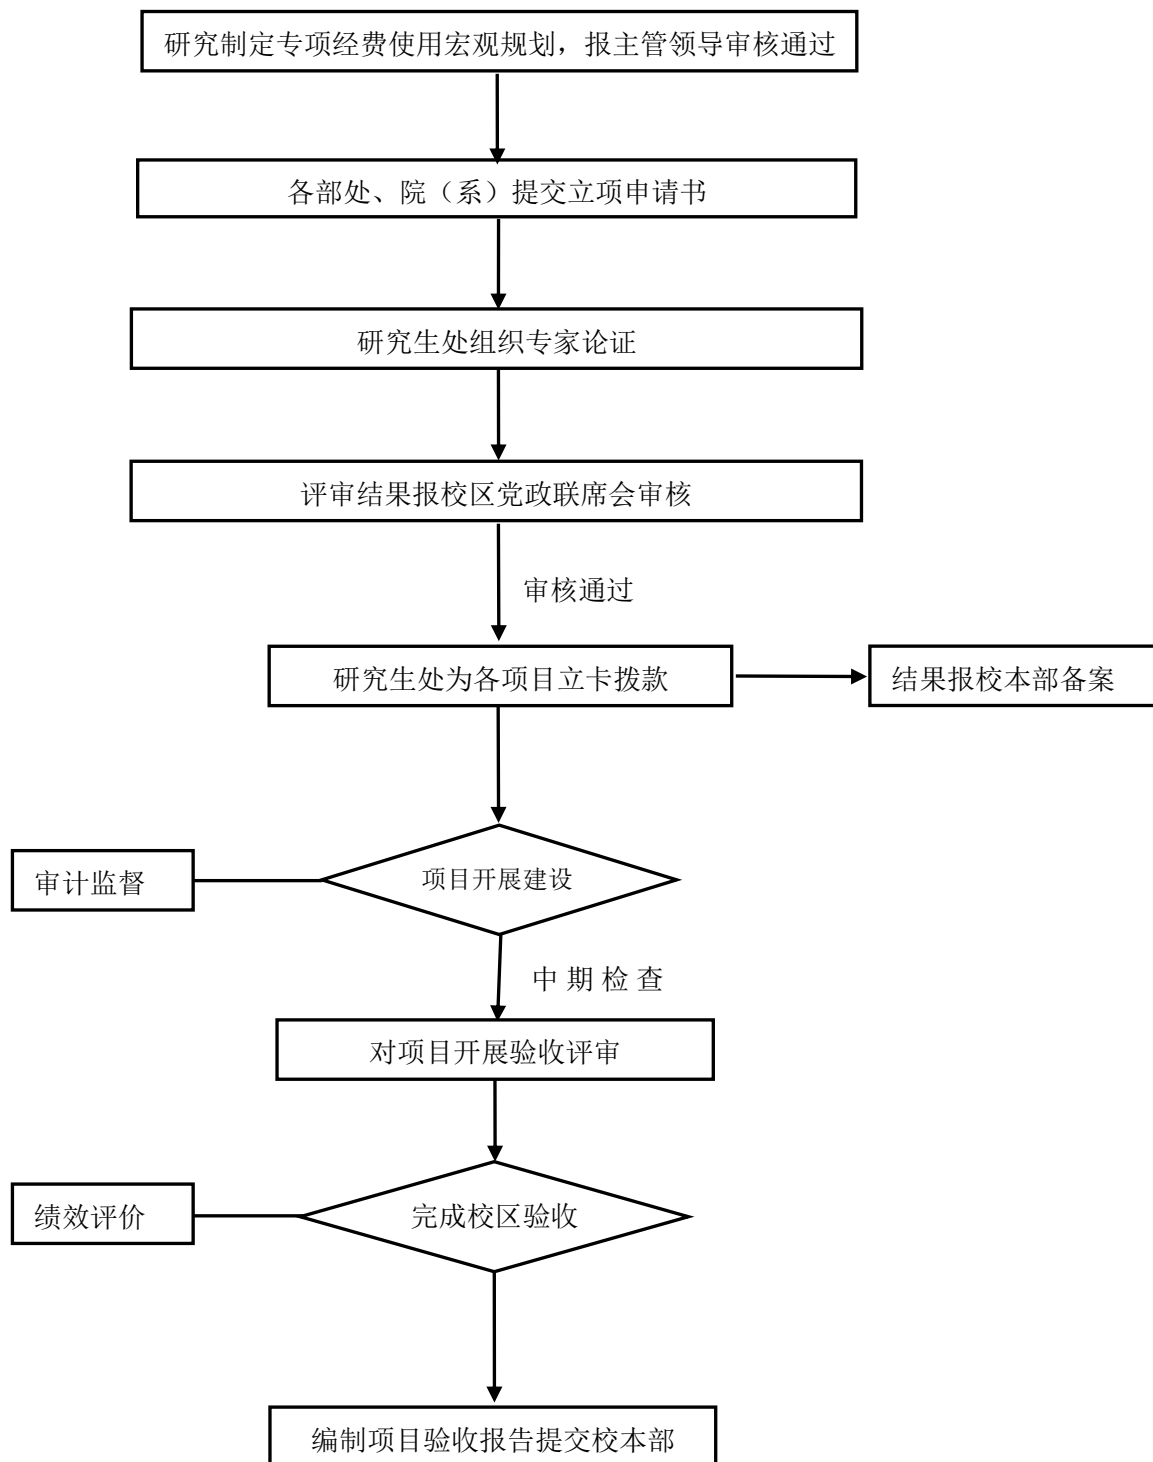 研究制定专项经费使用宏观规划，报主管领导审核通过
各部处、院（系）提交立项申请书
研究生处组织专家论证
评审结果报校区党政联席会审核
审核通过
研究生处为各项目立卡拨款
结果报校本部备案
审计监督
项目开展建设
中期检查
对项目开展验收评审
绩效评价
完成校区验收
编制项目验收报告提交校本部